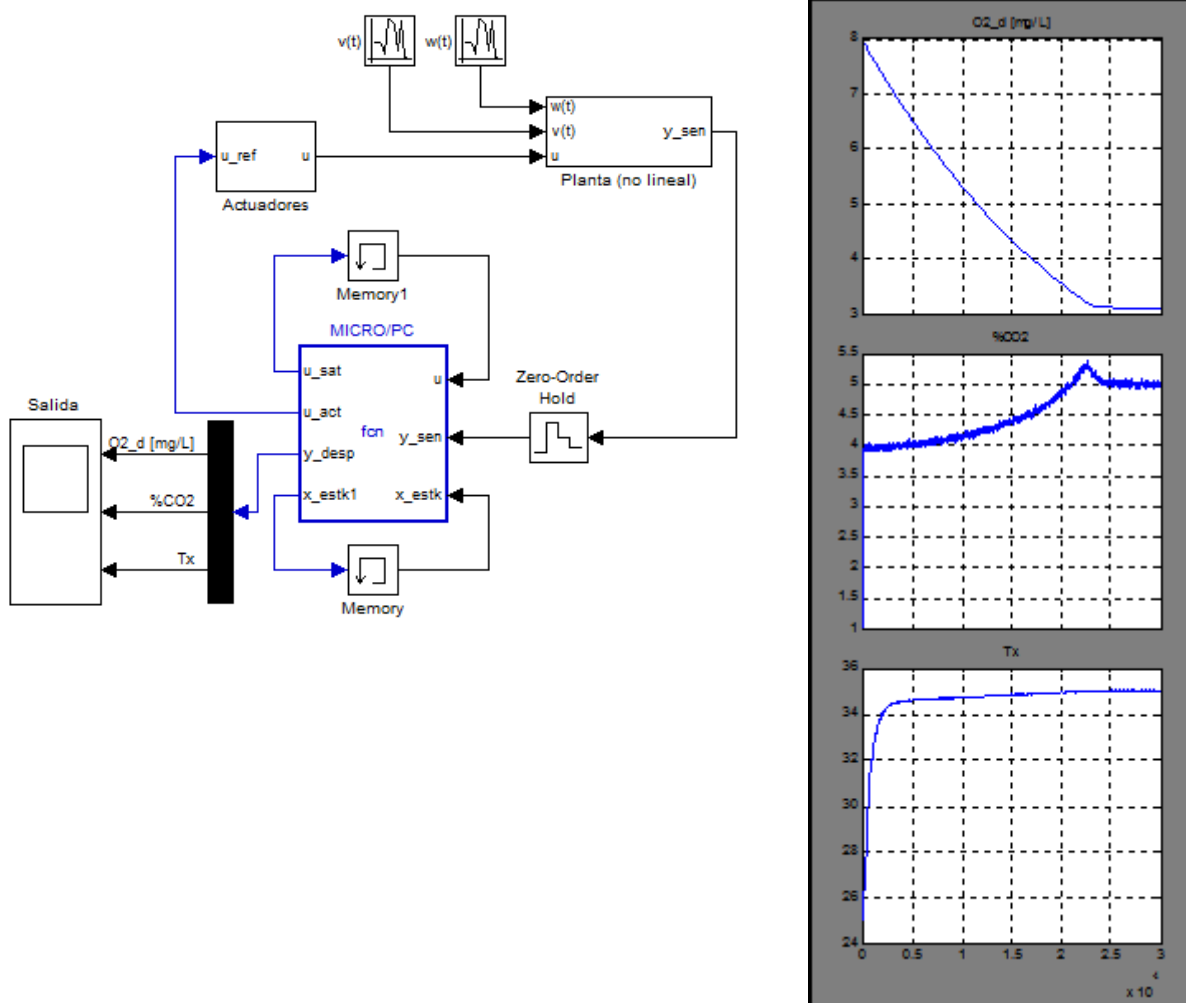 v(t)
w(t)
w(t)
v(t)
u
y_sen
Planta (no lineal)
u_ref
u
Actuadores
Memory1
MICRO/PC
u_sat
u_act
y_desp
x_estk1
fcn
u
y_sen
x_estk
Zero-Order
Hold
Salida
O2_d [mg/L]
%CO2
Tx
Memory
O2_d [mg/L]
8
7
6
5
4
3
%CO2
5.5
5
4.5
4
3.5
3
2.5
2
1.5
1
Tx
36
34
32
30
28
26
24
0 0.5 1 1.5 2 2.5 3
x 10
4